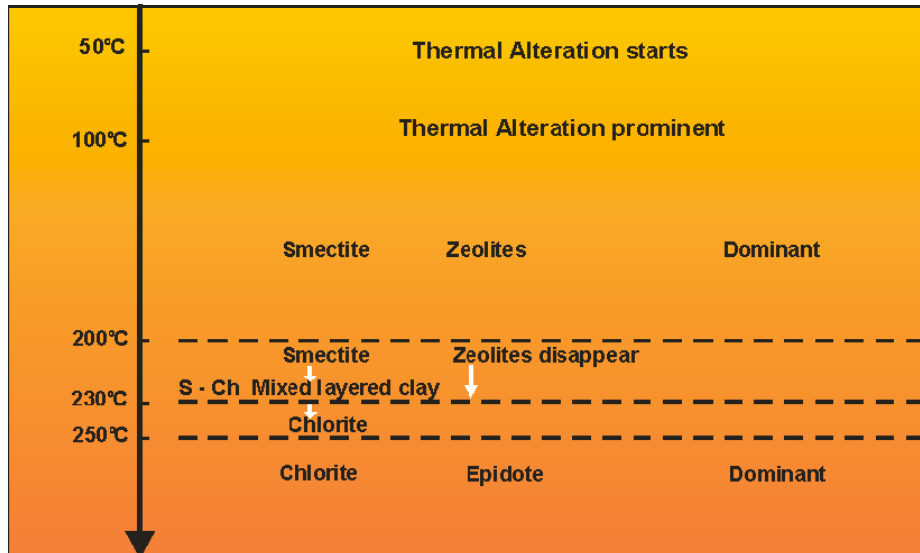 50°C
Thermal Alteration starts
Thermal Alteration prominent
100°C
Smectite Zeolites Dominant
200°C
Smectite Zeolites disappear
S - Ch Mixed layered clay
230°C
Chlorite
250°C
Chlorite Epidote Dominant